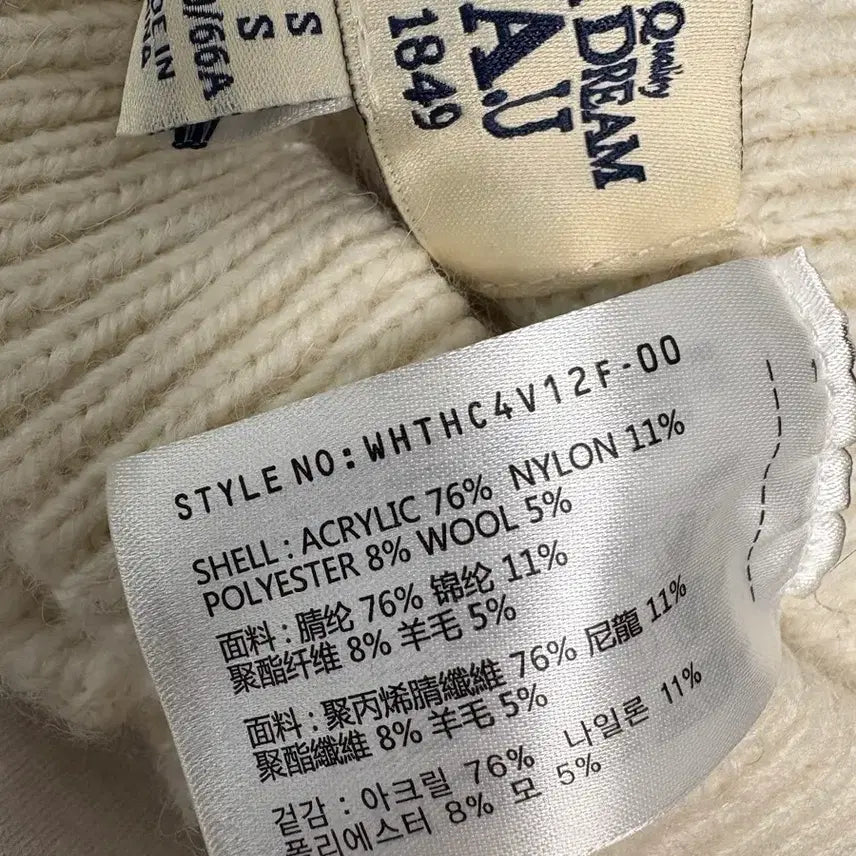 S
S
/66A
DE IN
Quality
DREAM
A.U
1849
STYLE NO:WHTHC4V12F-00
SHELL : ACRYLIC 76% NYLON 11%
POLYESTER 8% WOOL 5%
面料 : 腈纶 76% 锦纶 11%
聚酯纤维 8% 羊毛 5%
面料 : 聚丙烯腈纖維 76% 尼龍 11%
聚酯纖維 8% 羊毛 5%
겉감 : 아크릴 76% 나일론 11%
폴리에스터 8% 모 5%